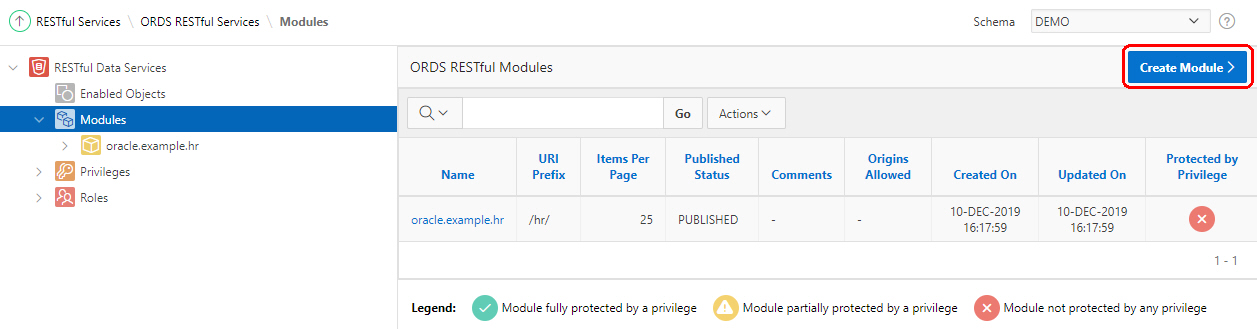 RESTful Services \ ORDS RESTful Services \ Modules
Schema DEMO ?
RESTful Data Services
Enabled Objects
Modules
oracle.example.hr
Privileges
Roles
ORDS RESTful Modules
Create Module
Go Actions
Name URI Prefix Items Per Page Published Status Comments Origins Allowed Created On Updated On Protected by Privilege
oracle.example.hr /hr/ 25 PUBLISHED - - 10-DEC-2019 16:17:59 10-DEC-2019 16:17:59
1 - 1
Legend: Module fully protected by a privilege Module partially protected by a privilege Module not protected by any privilege